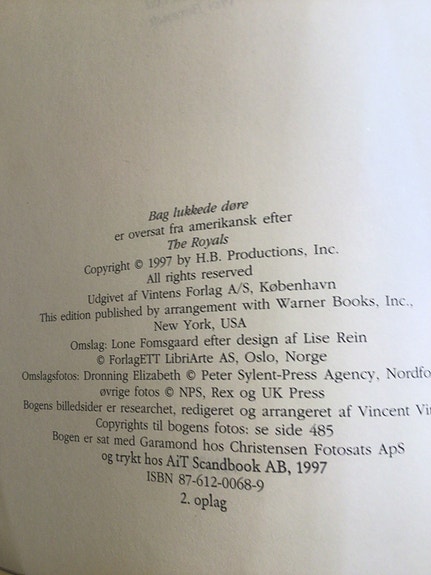 Bag lukkede døre
er oversat fra amerikansk efter
The Royals
Copyright © 1997 by H.B. Productions, Inc.
All rights reserved
Udgivet af Vintens Forlag A/S, København
This edition published by arrangement with Warner Books, Inc.,
New York, USA
Omslag: Lone Fomsgaard efter design af Lise Rein
© ForlagETT LibriArte AS, Oslo, Norge
Omslagsfotos: Dronning Elizabeth © Peter Sylent-Press Agency, Nordfo
øvrige fotos © NPS, Rex og UK Press
Bogens billedsider er researchet, redigeret og arrangeret af Vincent Vi
Copyrights til bogens fotos: se side 485
Bogen er sat med Garamond hos Christensen Fotosats ApS
og trykt hos AiT Scandbook AB, 1997
ISBN 87-612-0068-9
2. oplag